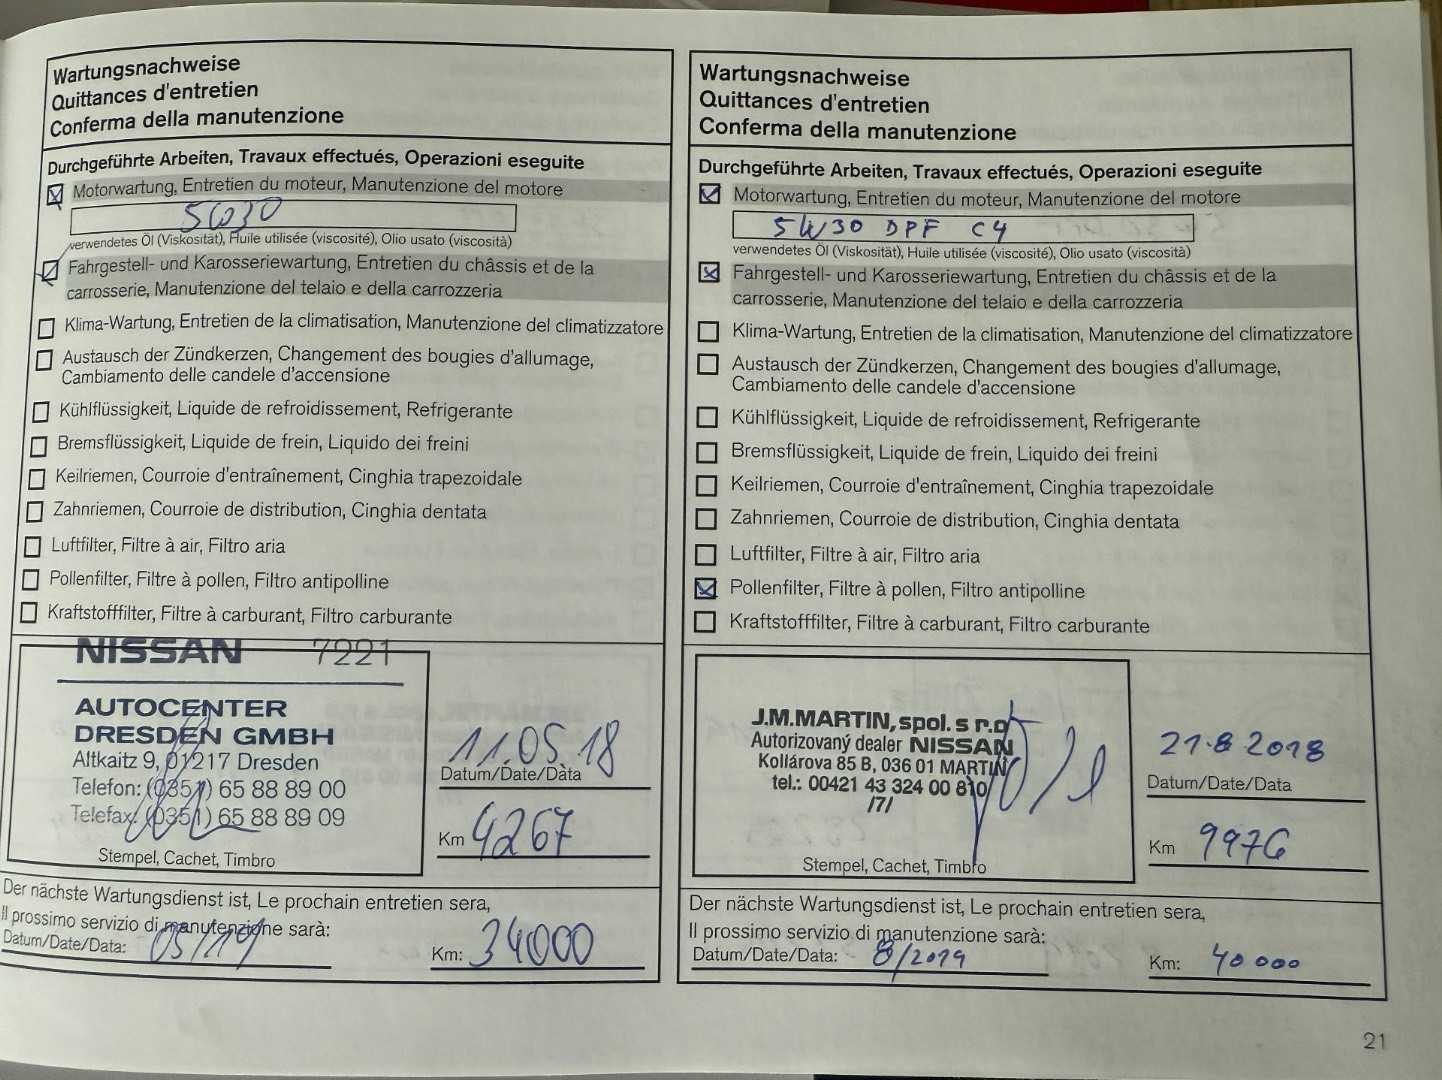 Wartungsnachweise
Quittances d'entretien
Conferma della manutenzione
Durchgeführte Arbeiten, Travaux effectués, Operazioni eseguite
Motorwartung, Entretien du moteur, Manutenzione del motore
5W30
verwendetes Öl (Viskosität), Huile utilisée (viscosité), Olio usato (viscosità)
Fahrgestell- und Karosseriewartung, Entretien du châssis et de la
carrosserie, Manutenzione del telaio e della carrozzeria
Klima-Wartung, Entretien de la climatisation, Manutenzione del climatizzatore
Austausch der Zündkerzen, Changement des bougies d'allumage,
Cambiamento delle candele d'accensione
Kühlflüssigkeit, Liquide de refroidissement, Refrigerante
Bremsflüssigkeit, Liquide de frein, Liquido dei freini
Keilriemen, Courroie d'entraînement, Cinghia trapezoidale
Zahnriemen, Courroie de distribution, Cinghia dentata
Luftfilter, Filtre à air, Filtro aria
Pollenfilter, Filtre à pollen, Filtro antipolline
Kraftstofffilter, Filtre à carburant, Filtro carburante
NISSAN 7221
AUTOCENTER
DRESDEN GMBH
Altkaitz 9, 01217 Dresden
Telefon: (0351) 65 88 89 00
Telefax: (0351) 65 88 89 09
Stempel, Cachet, Timbro
11.05.18
Datum/Date/Data
Km 4267
Der nächste Wartungsdienst ist, Le prochain entretien sera,
Il prossimo servizio di manutenzione sarà:
Datum/Date/Data: 05/19 Km: 34000
Wartungsnachweise
Quittances d'entretien
Conferma della manutenzione
Durchgeführte Arbeiten, Travaux effectués, Operazioni eseguite
Motorwartung, Entretien du moteur, Manutenzione del motore
5W30 DPF C4
verwendetes Öl (Viskosität), Huile utilisée (viscosité), Olio usato (viscosità)
Fahrgestell- und Karosseriewartung, Entretien du châssis et de la
carrosserie, Manutenzione del telaio e della carrozzeria
Klima-Wartung, Entretien de la climatisation, Manutenzione del climatizzatore
Austausch der Zündkerzen, Changement des bougies d'allumage,
Cambiamento delle candele d'accensione
Kühlflüssigkeit, Liquide de refroidissement, Refrigerante
Bremsflüssigkeit, Liquide de frein, Liquido dei freini
Keilriemen, Courroie d'entraînement, Cinghia trapezoidale
Zahnriemen, Courroie de distribution, Cinghia dentata
Luftfilter, Filtre à air, Filtro aria
Pollenfilter, Filtre à pollen, Filtro antipolline
Kraftstofffilter, Filtre à carburant, Filtro carburante
J.M.MARTIN, spol. s r.o
Autorizovaný dealer NISSAN
Kollárova 85 B, 036 01 MARTIN
tel.: 00421 43 324 00 810
/7/
Stempel, Cachet, Timbro
21.8.2018
Datum/Date/Data
Km 9976
Der nächste Wartungsdienst ist, Le prochain entretien sera,
Il prossimo servizio di manutenzione sarà:
Datum/Date/Data: 8/2019 Km: 40 000
21